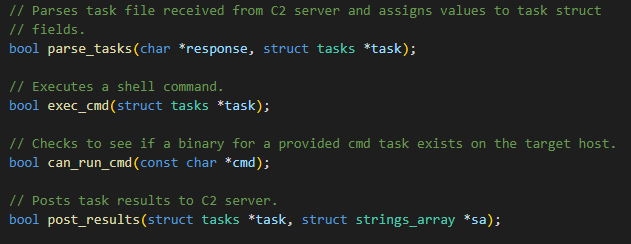 // Parses task file received from C2 server and assigns values to task struct
// fields.
bool parse_tasks(char *response, struct tasks *task);
// Executes a shell command.
bool exec_cmd(struct tasks *task);
// Checks to see if a binary for a provided cmd task exists on the target host.
bool can_run_cmd(const char *cmd);
// Posts task results to C2 server.
bool post_results(struct tasks *task, struct strings_array *sa);